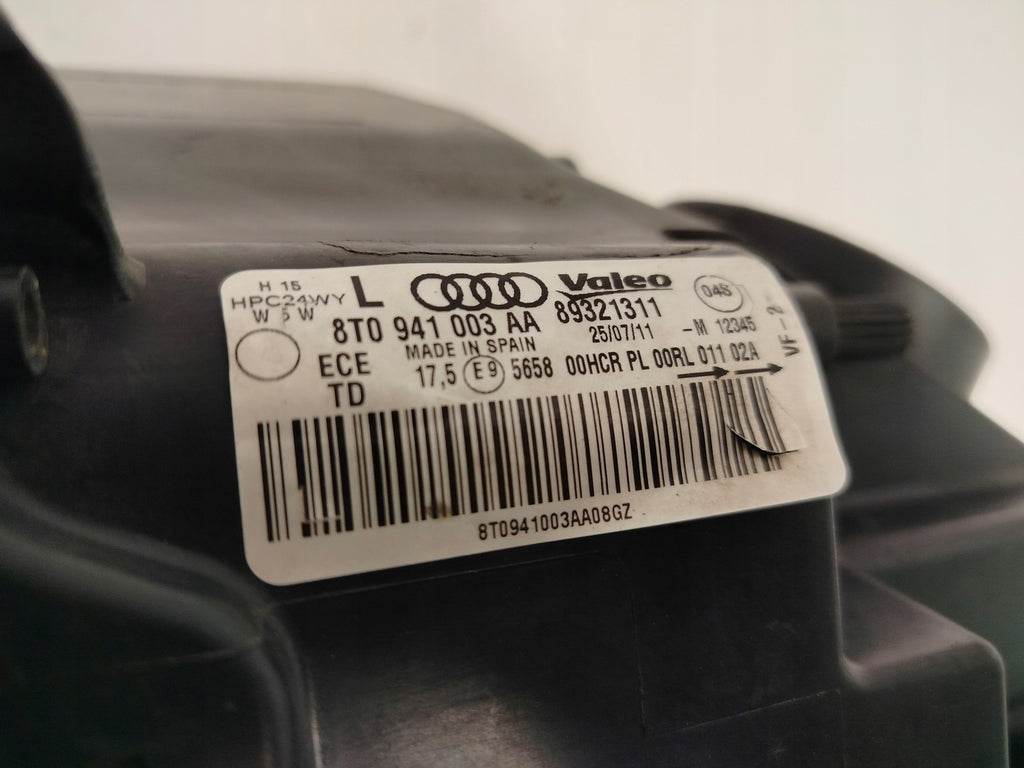 H 15
HPC24WY
W 5 W
L
Valeo
89321311
045
8T0 941 003 AA
25/07/11
-M 12345
VF-2
MADE IN SPAIN
ECE
TD
17,5 E9 5658 00HCR PL 00RL 011 02A
8T0941003AA08GZ